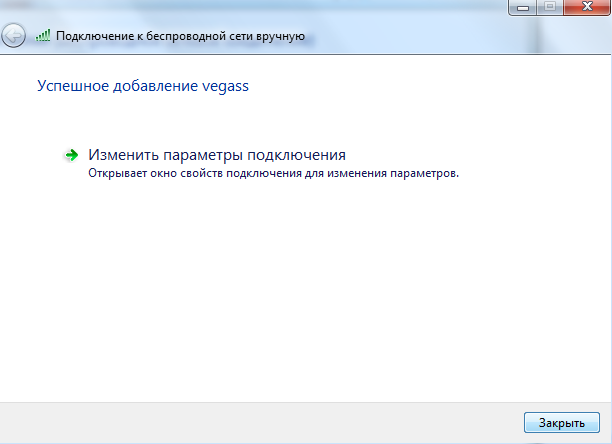 Подключение к беспроводной сети вручную
Успешное добавление vegass
Изменить параметры подключения
Открывает окно свойств подключения для изменения параметров.
Закрыть